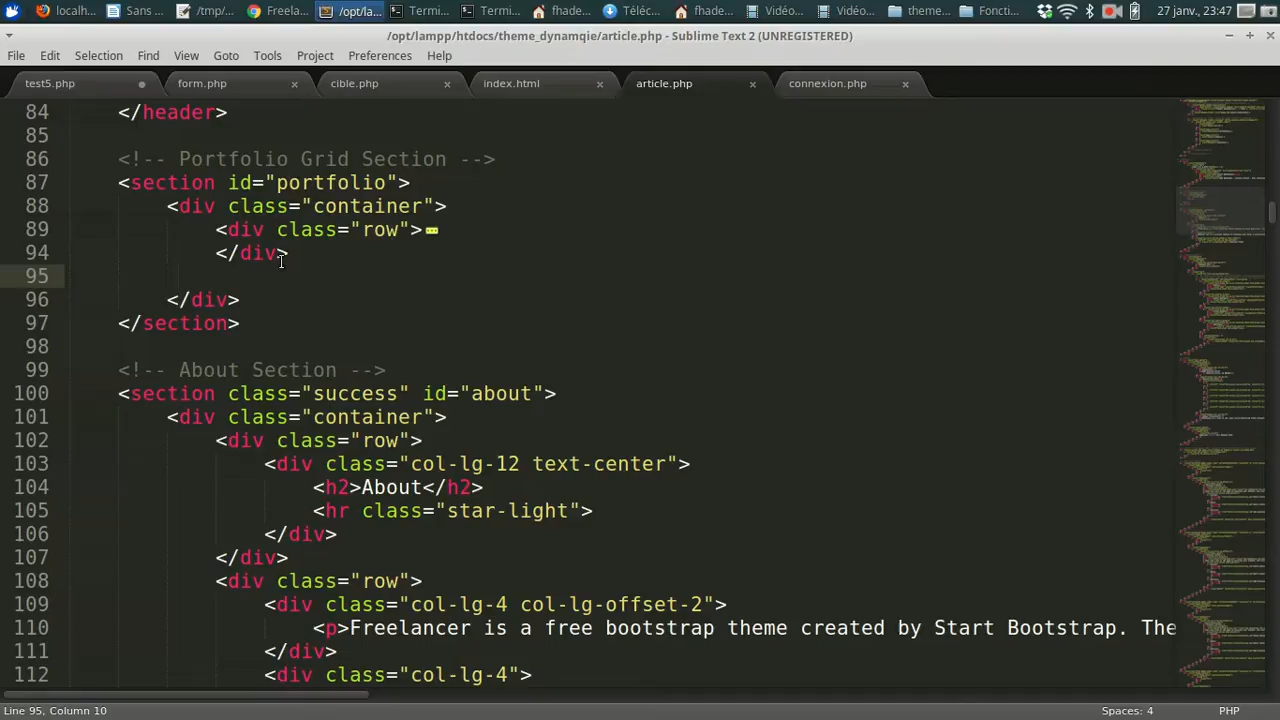 locah... Sans ... /tmp/... Freela... /opt/la... Termi... Termi... fhade... Téléc... fhade... Vidéo... Vidéo... theme... Foncti... 27 janv., 23:47
/opt/lampp/htdocs/theme_dynamqie/article.php - Sublime Text 2 (UNREGISTERED)
File Edit Selection Find View Goto Tools Project Preferences Help
test5.php form.php cible.php index.html article.php connexion.php
84 </header>
85
86 <!-- Portfolio Grid Section -->
87 <section id="portfolio">
88 <div class="container">
89 <div class="row">
94 </div>
95
96 </div>
97 </section>
98
99 <!-- About Section -->
100 <section class="success" id="about">
101 <div class="container">
102 <div class="row">
103 <div class="col-lg-12 text-center">
104 <h2>About</h2>
105 <hr class="star-light">
106 </div>
107 </div>
108 <div class="row">
109 <div class="col-lg-4 col-lg-offset-2">
110 <p>Freelancer is a free bootstrap theme created by Start Bootstrap. The
111 </div>
112 <div class="col-lg-4">
Line 95, Column 10 Spaces: 4 PHP